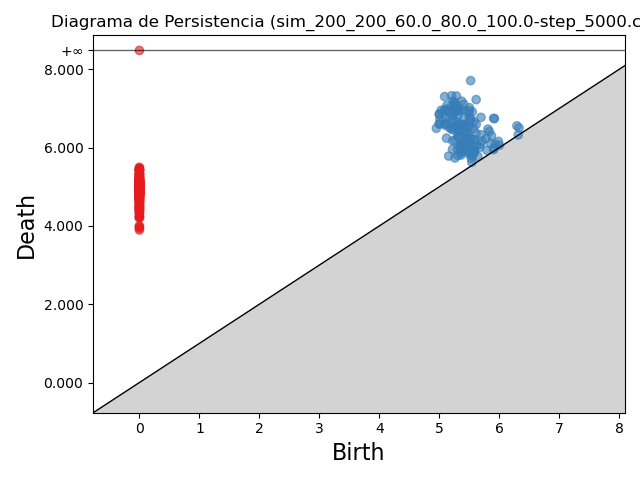 Diagrama de Persistencia (sim_200_200_60.0_80.0_100.0-step_5000.c
+∞
8.000
6.000
4.000
2.000
0.000
Death
0 1 2 3 4 5 6 7 8
Birth